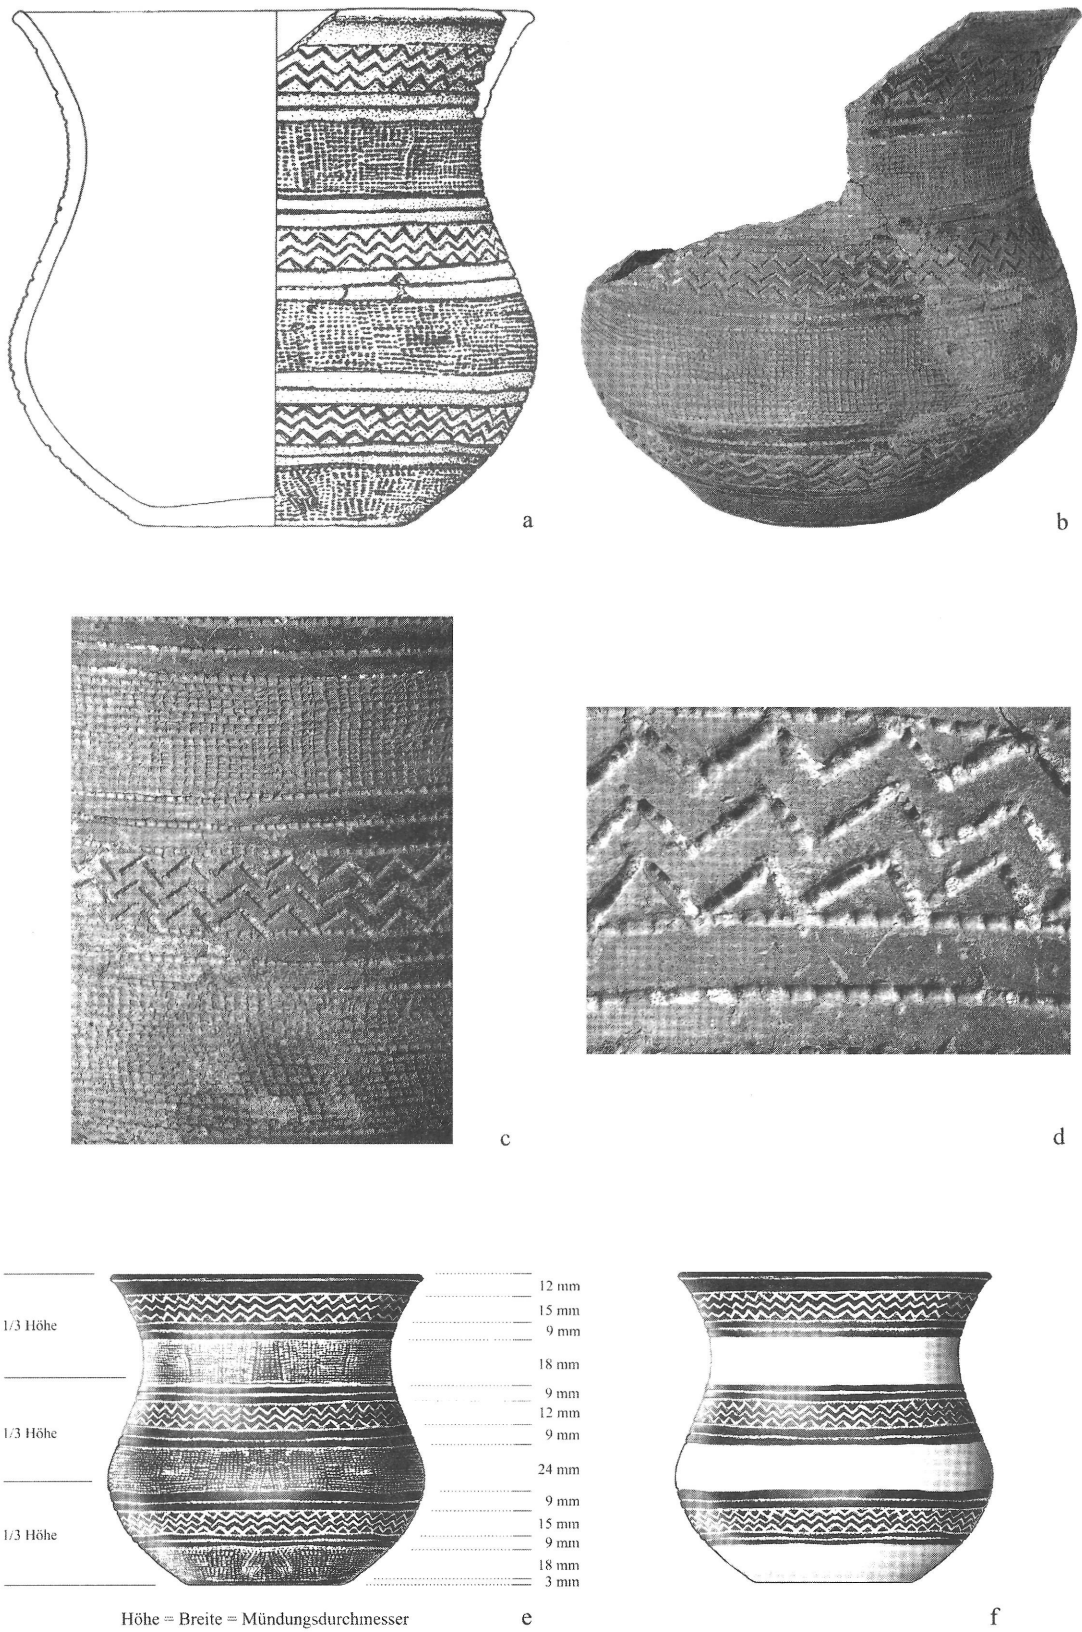 a
b
c
d
1/3 Höhe
1/3 Höhe
1/3 Höhe
12 mm
15 mm
9 mm
18 mm
9 mm
12 mm
9 mm
24 mm
9 mm
15 mm
9 mm
18 mm
3 mm
Höhe = Breite = Mündungsdurchmesser
e
f